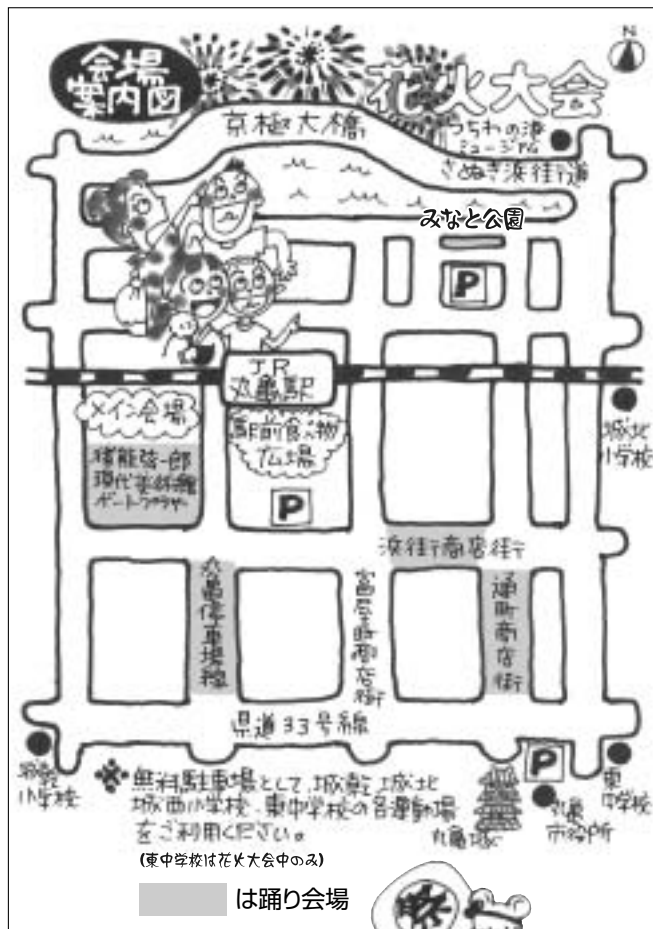 会場
案内図
花火大会
N
京極大橋
うちわの港
ミュージアム
さぬき浜街道
みなと公園
P
JR
丸亀駅
メイン会場
駅前食べ物
広場
猪熊弦一郎
現代美術館
ボートプラザ
P
城北
小学校
浜街商店街
丸亀停車場線
富屋町商店街
通町商店街
県道33号線
城乾
小学校
無料駐車場として、城乾、城北
城西小学校、東中学校の各運動場
をご利用ください。
(東中学校は花火大会中のみ)
丸亀城
P
丸亀
市役所
東
中学校
は踊り会場